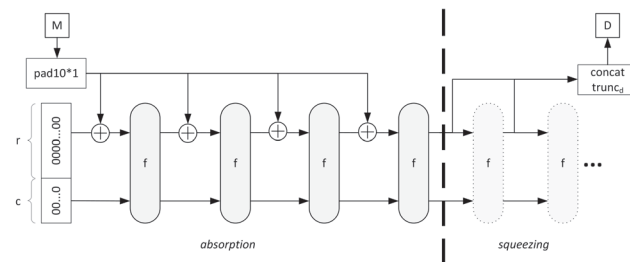 M
D
pad10*1
concat
trunc_d
r
0000...00
c
00...0
f
f
f
f
f
f
...
absorption
squeezing